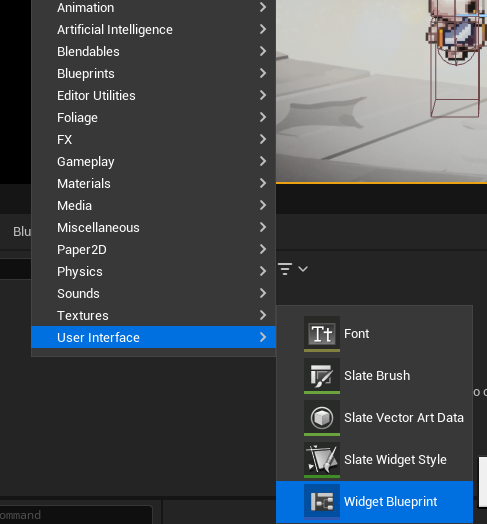 Animation
Artificial Intelligence
Blendables
Blueprints
Editor Utilities
Foliage
FX
Gameplay
Materials
Media
Miscellaneous
Blu
Paper2D
Physics
Sounds
Textures
User Interface
Font
Slate Brush
Slate Vector Art Data
Slate Widget Style
Widget Blueprint
ommand